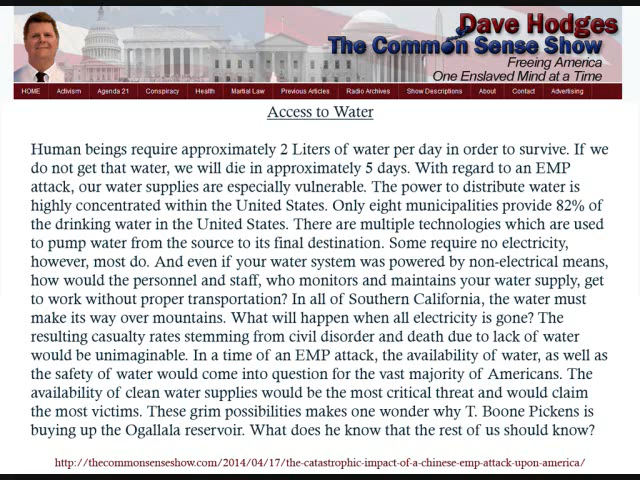 Dave Hodges
The Common Sense Show
Freeing America
One Enslaved Mind at a Time
HOME Activism Agenda 21 Conspiracy Health Martial Law Previous Articles Radio Archives Show Descriptions About Contact Advertising
Access to Water
Human beings require approximately 2 Liters of water per day in order to survive. If we
do not get that water, we will die in approximately 5 days. With regard to an EMP
attack, our water supplies are especially vulnerable. The power to distribute water is
highly concentrated within the United States. Only eight municipalities provide 82% of
the drinking water in the United States. There are multiple technologies which are used
to pump water from the source to its final destination. Some require no electricity,
however, most do. And even if your water system was powered by non-electrical means,
how would the personnel and staff, who monitors and maintains your water supply, get
to work without proper transportation? In all of Southern California, the water must
make its way over mountains. What will happen when all electricity is gone? The
resulting casualty rates stemming from civil disorder and death due to lack of water
would be unimaginable. In a time of an EMP attack, the availability of water, as well as
the safety of water would come into question for the vast majority of Americans. The
availability of clean water supplies would be the most critical threat and would claim
the most victims. These grim possibilities makes one wonder why T. Boone Pickens is
buying up the Ogallala reservoir. What does he know that the rest of us should know?
http://thecommonsenseshow.com/2014/04/17/the-catastrophic-impact-of-a-chinese-emp-attack-upon-america/